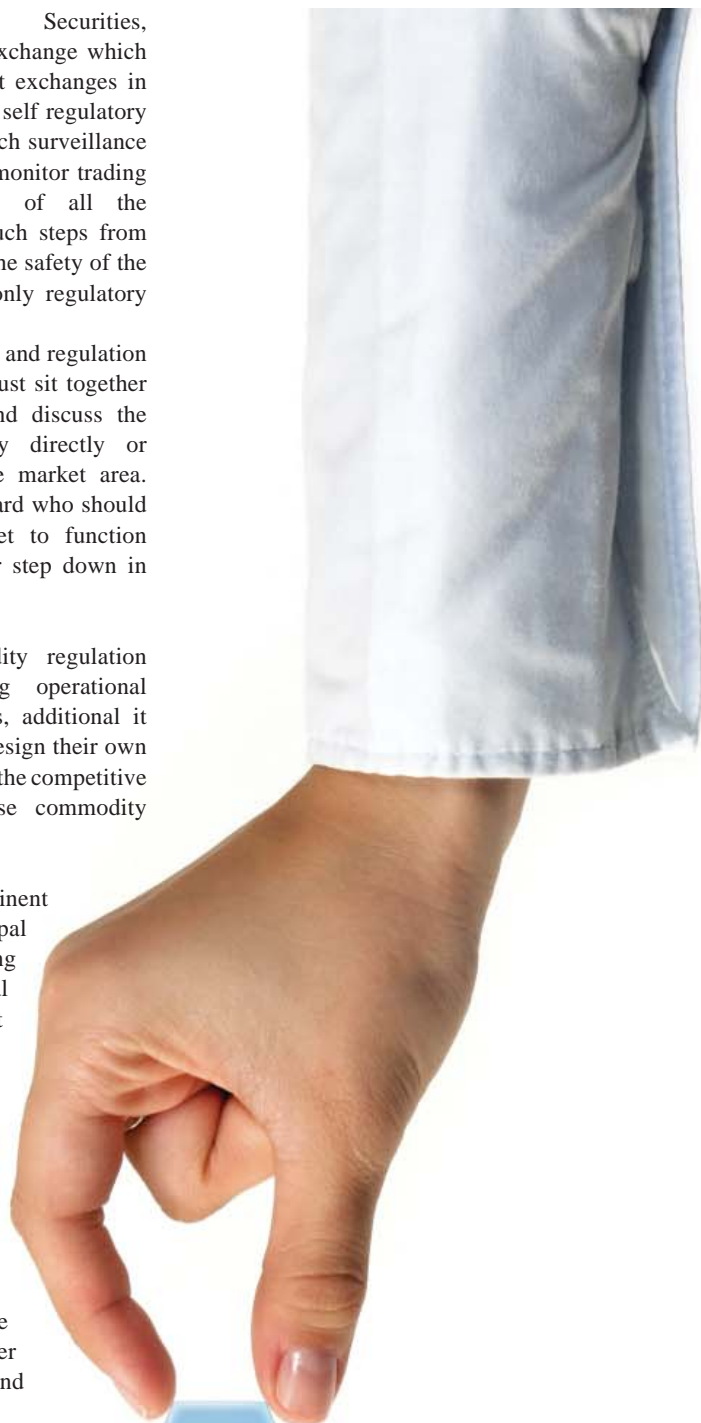 Securities,
xchange which
t exchanges in
self regulatory
ch surveillance
monitor trading
of all the
uch steps from
he safety of the
only regulatory
and regulation
ust sit together
nd discuss the
y directly or
e market area.
ard who should
et to function
r step down in
dity regulation
g operational
s, additional it
esign their own
the competitive
se commodity
inent
pal
ng
l
t
e
er
nd